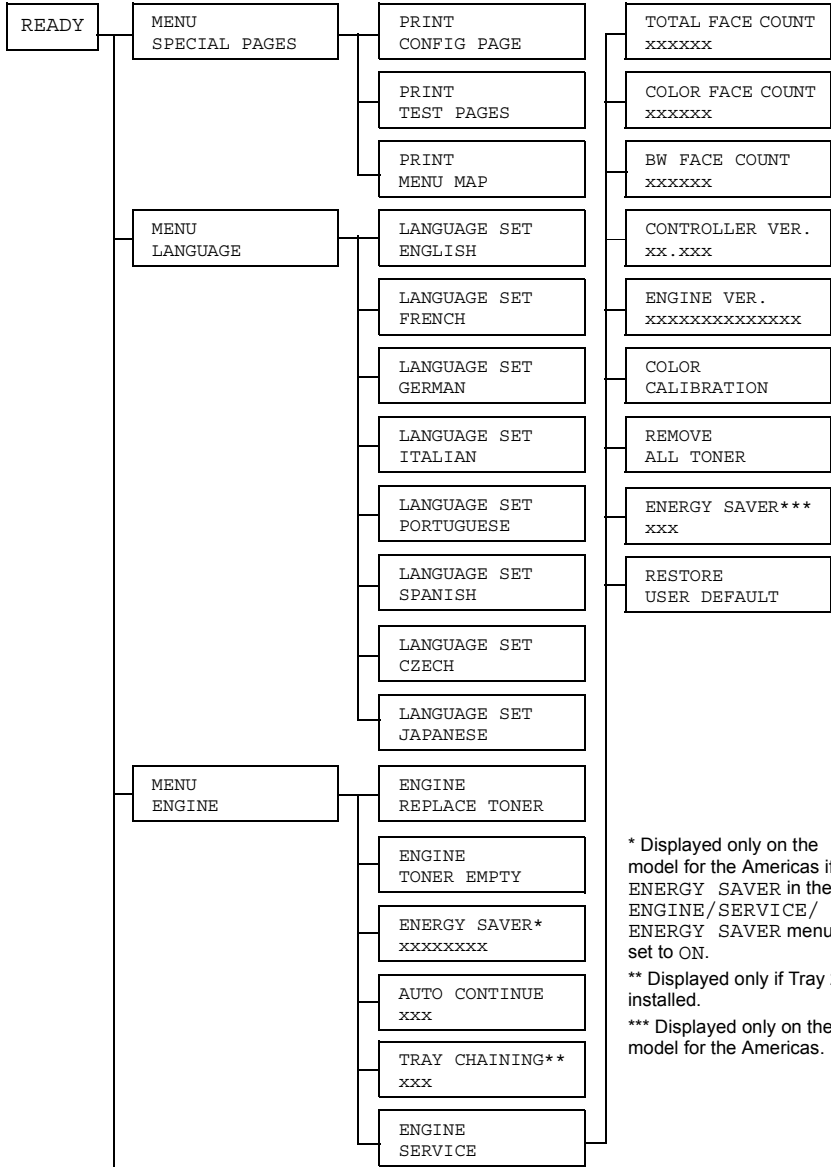 READY
MENU
SPECIAL PAGES
PRINT
CONFIG PAGE
PRINT
TEST PAGES
PRINT
MENU MAP
MENU
LANGUAGE
LANGUAGE SET
ENGLISH
LANGUAGE SET
FRENCH
LANGUAGE SET
GERMAN
LANGUAGE SET
ITALIAN
LANGUAGE SET
PORTUGUESE
LANGUAGE SET
SPANISH
LANGUAGE SET
CZECH
LANGUAGE SET
JAPANESE
MENU
ENGINE
ENGINE
REPLACE TONER
ENGINE
TONER EMPTY
ENERGY SAVER*
xxxxxxxx
AUTO CONTINUE
xxx
TRAY CHAINING**
xxx
ENGINE
SERVICE
TOTAL FACE COUNT
xxxxxx
COLOR FACE COUNT
xxxxxx
BW FACE COUNT
xxxxxx
CONTROLLER VER.
xx.xxx
ENGINE VER.
xxxxxxxxxxxxxx
COLOR
CALIBRATION
REMOVE
ALL TONER
ENERGY SAVER***
xxx
RESTORE
USER DEFAULT
* Displayed only on the
model for the Americas if
ENERGY SAVER in the
ENGINE/SERVICE/
ENERGY SAVER menu
set to ON.
** Displayed only if Tray
installed.
*** Displayed only on the
model for the Americas.